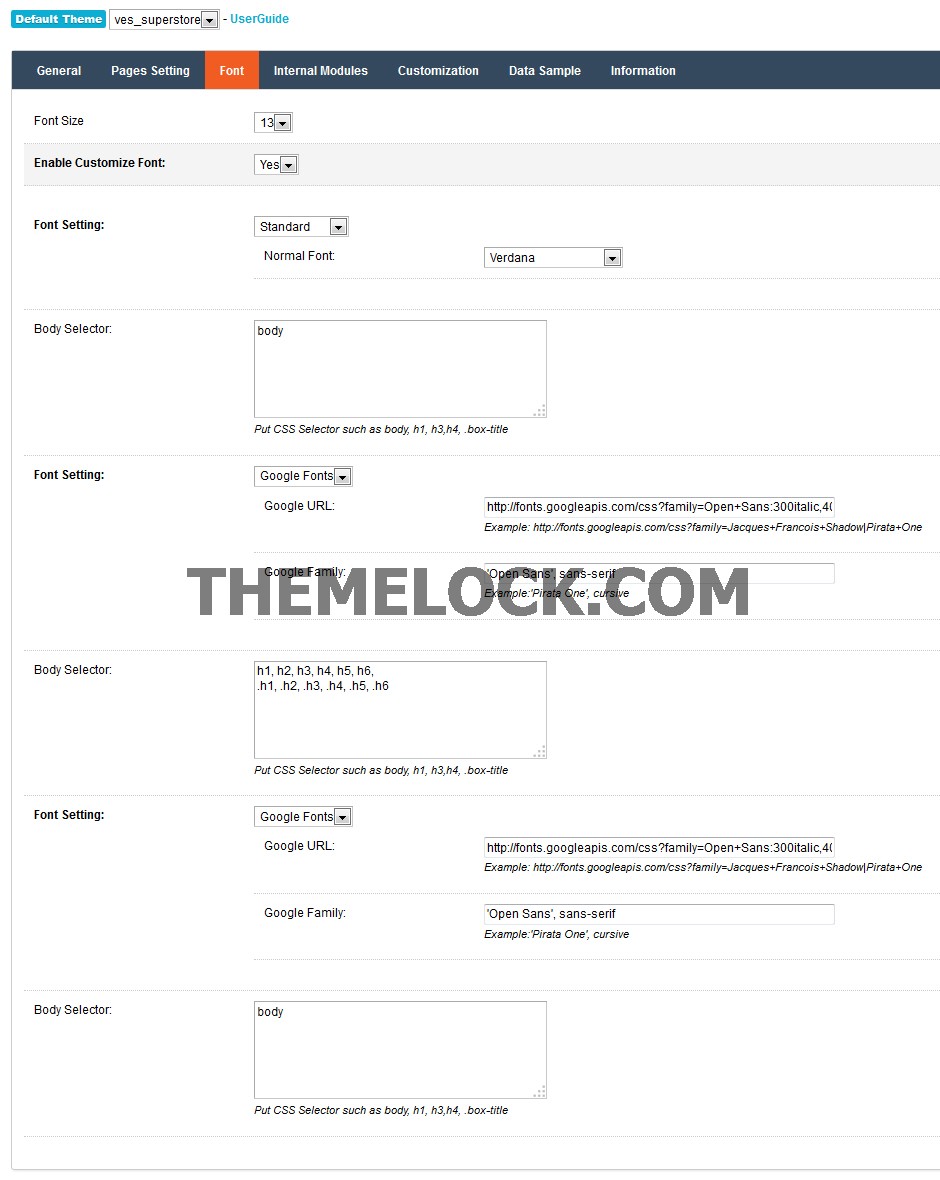 Default Theme ves_superstore - UserGuide
General Pages Setting Font Internal Modules Customization Data Sample Information
Font Size 13
Enable Customize Font: Yes
Font Setting: Standard
Normal Font: Verdana
Body Selector: body
Put CSS Selector such as body, h1, h3,h4, .box-title
Font Setting: Google Fonts
Google URL: http://fonts.googleapis.com/css?family=Open+Sans:300italic,40
Example: http://fonts.googleapis.com/css?family=Jacques+Francois+Shadow|Pirata+One
Google Family: 'Open Sans', sans-serif
Example:'Pirata One', cursive
THEMELOCK.COM
Body Selector: h1, h2, h3, h4, h5, h6,
.h1, .h2, .h3, .h4, .h5, .h6
Put CSS Selector such as body, h1, h3,h4, .box-title
Font Setting: Google Fonts
Google URL: http://fonts.googleapis.com/css?family=Open+Sans:300italic,40
Example: http://fonts.googleapis.com/css?family=Jacques+Francois+Shadow|Pirata+One
Google Family: 'Open Sans', sans-serif
Example:'Pirata One', cursive
Body Selector: body
Put CSS Selector such as body, h1, h3,h4, .box-title